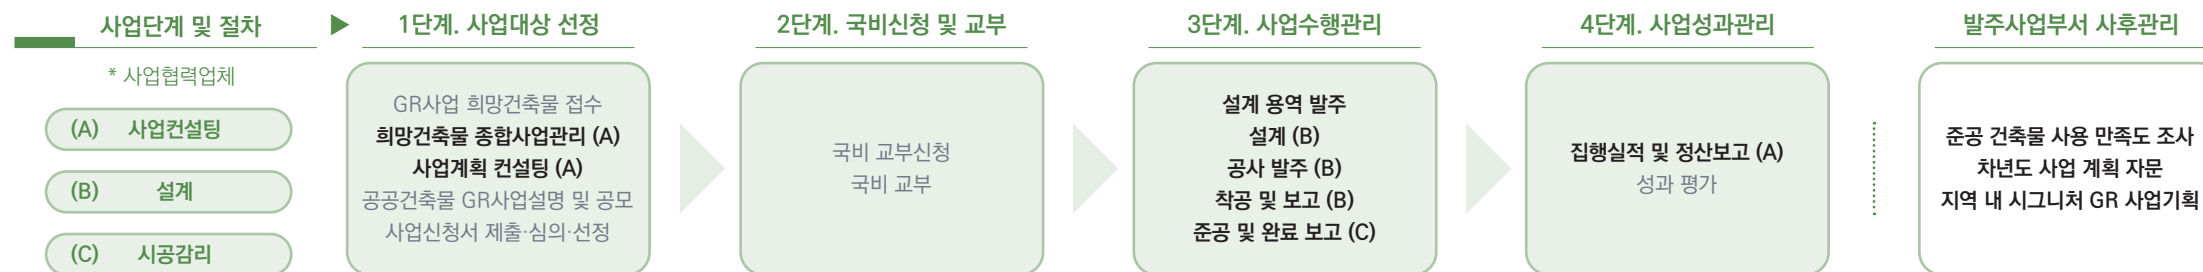 사업단계 및 절차
* 사업협력업체
(A) 사업컨설팅
(B) 설계
(C) 시공감리
1단계. 사업대상 선정
GR사업 희망건축물 접수
희망건축물 종합사업관리 (A)
사업계획 컨설팅 (A)
공공건축물 GR사업설명 및 공모
사업신청서 제출·심의·선정
2단계. 국비신청 및 교부
국비 교부신청
국비 교부
3단계. 사업수행관리
설계 용역 발주
설계 (B)
공사 발주 (B)
착공 및 보고 (B)
준공 및 완료 보고 (C)
4단계. 사업성과관리
집행실적 및 정산보고 (A)
성과 평가
발주사업부서 사후관리
준공 건축물 사용 만족도 조사
차년도 사업 계획 자문
지역 내 시그니처 GR 사업기획